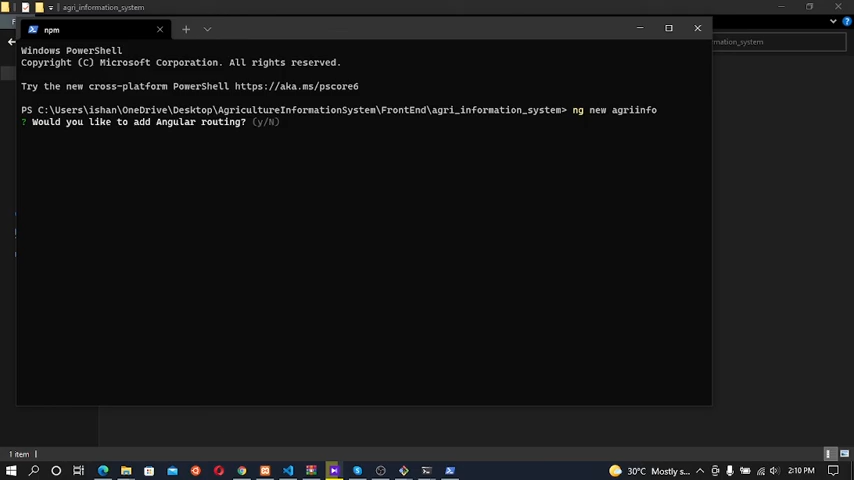 agri_information_system
npm
Windows PowerShell
Copyright (C) Microsoft Corporation. All rights reserved.
mation_system
Try the new cross-platform PowerShell https://aka.ms/pscore6
PS C:\Users\ishan\OneDrive\Desktop\AgricultureInformationSystem\FrontEnd\agri_information_system> ng new agriinfo
? Would you like to add Angular routing? (y/N)
1 item
30°C Mostly s...
2:10 PM